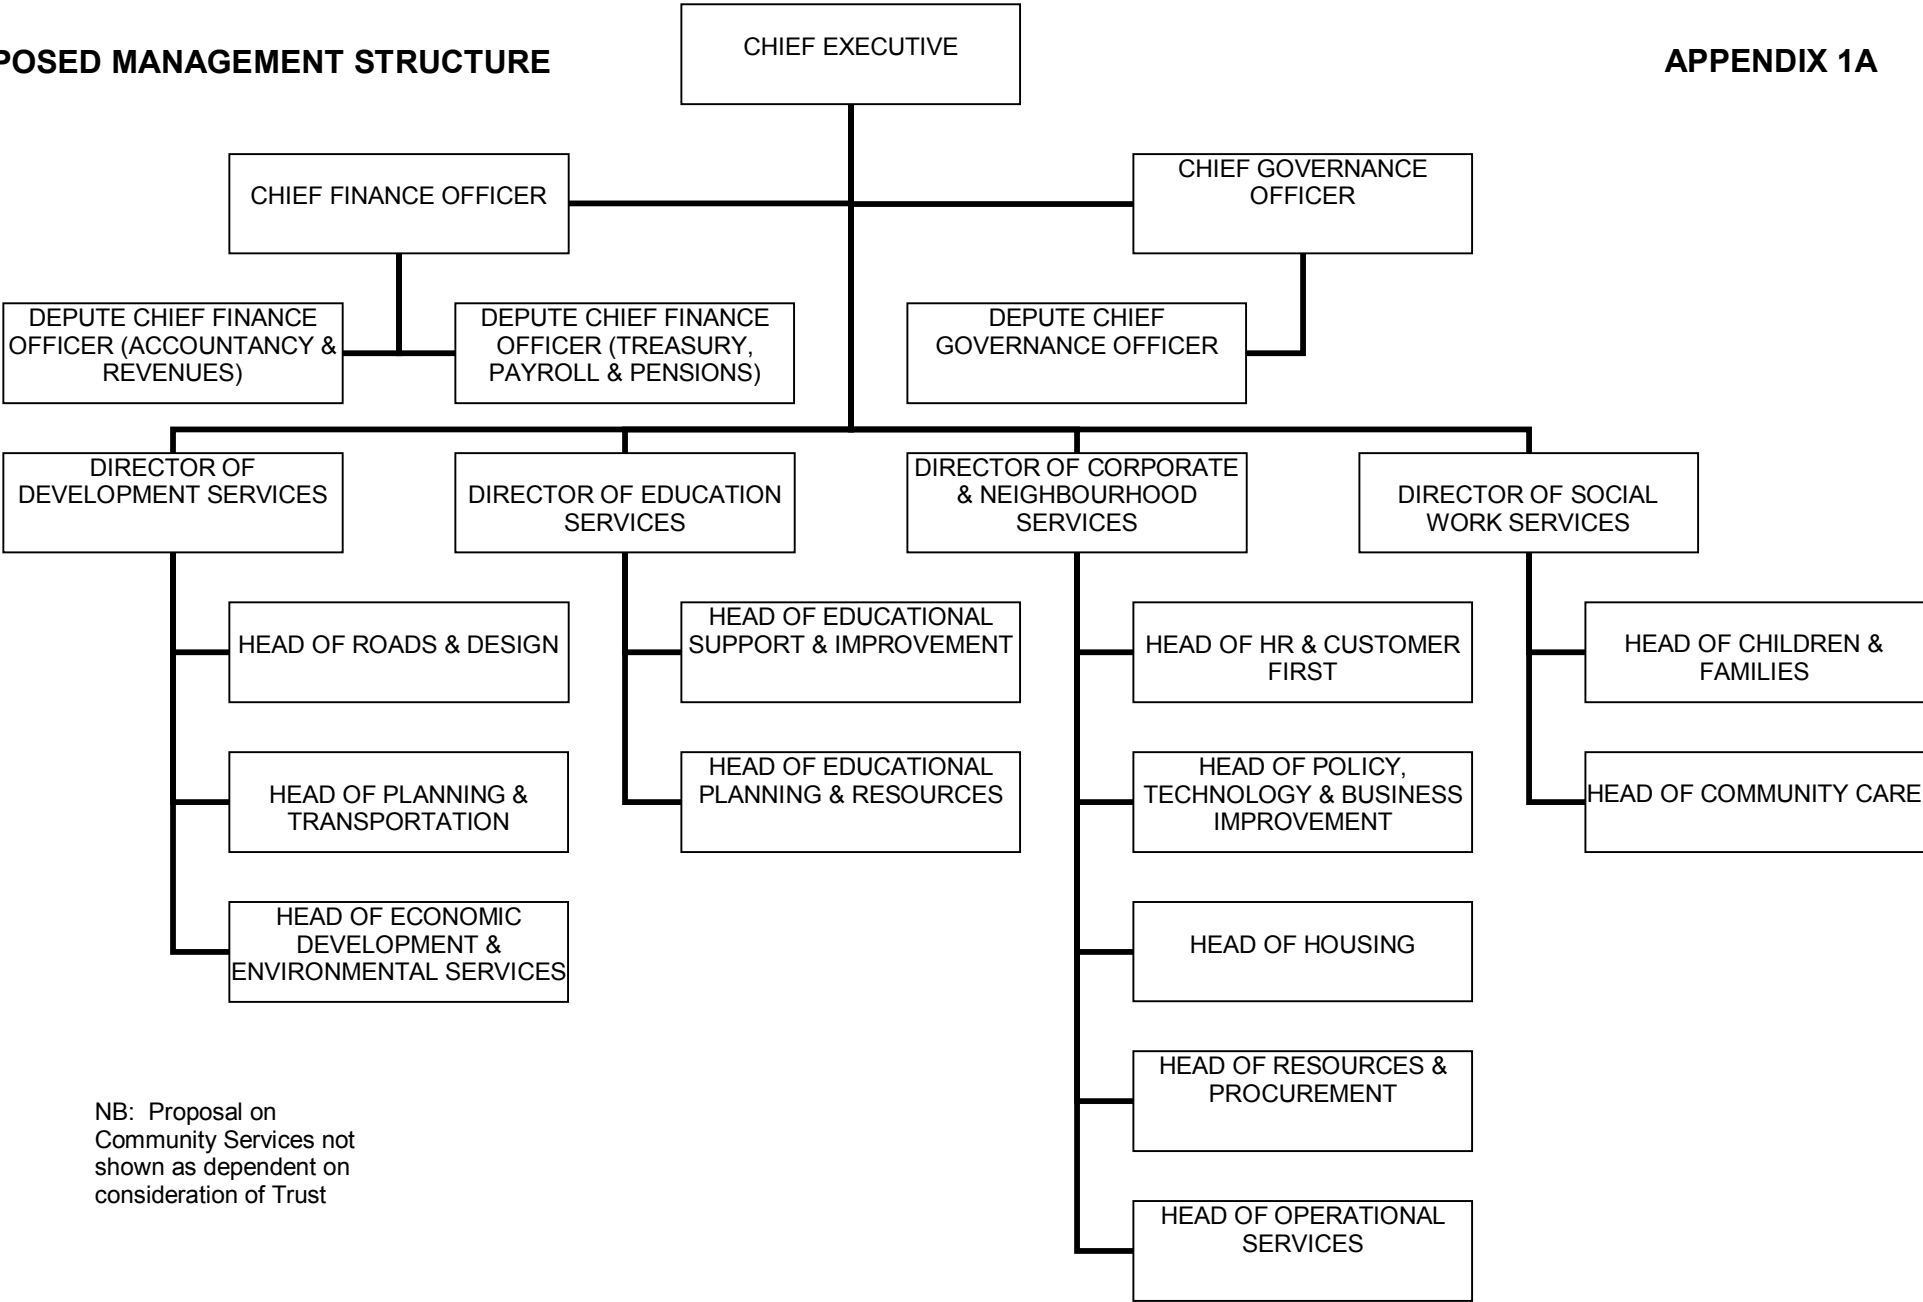 POSED MANAGEMENT STRUCTURE
CHIEF EXECUTIVE
APPENDIX 1A
CHIEF FINANCE OFFICER
CHIEF GOVERNANCE
OFFICER
DEPUTE CHIEF FINANCE
OFFICER (ACCOUNTANCY &
REVENUES)
DEPUTE CHIEF FINANCE
OFFICER (TREASURY,
PAYROLL & PENSIONS)
DEPUTE CHIEF
GOVERNANCE OFFICER
DIRECTOR OF
DEVELOPMENT SERVICES
DIRECTOR OF EDUCATION
SERVICES
DIRECTOR OF CORPORATE
& NEIGHBOURHOOD
SERVICES
DIRECTOR OF SOCIAL
WORK SERVICES
HEAD OF ROADS & DESIGN
HEAD OF EDUCATIONAL
SUPPORT & IMPROVEMENT
HEAD OF HR & CUSTOMER
FIRST
HEAD OF CHILDREN &
FAMILIES
HEAD OF PLANNING &
TRANSPORTATION
HEAD OF EDUCATIONAL
PLANNING & RESOURCES
HEAD OF POLICY,
TECHNOLOGY & BUSINESS
IMPROVEMENT
HEAD OF COMMUNITY CARE
HEAD OF ECONOMIC
DEVELOPMENT &
ENVIRONMENTAL SERVICES
HEAD OF HOUSING
HEAD OF RESOURCES &
PROCUREMENT
NB: Proposal on
Community Services not
shown as dependent on
consideration of Trust
HEAD OF OPERATIONAL
SERVICES